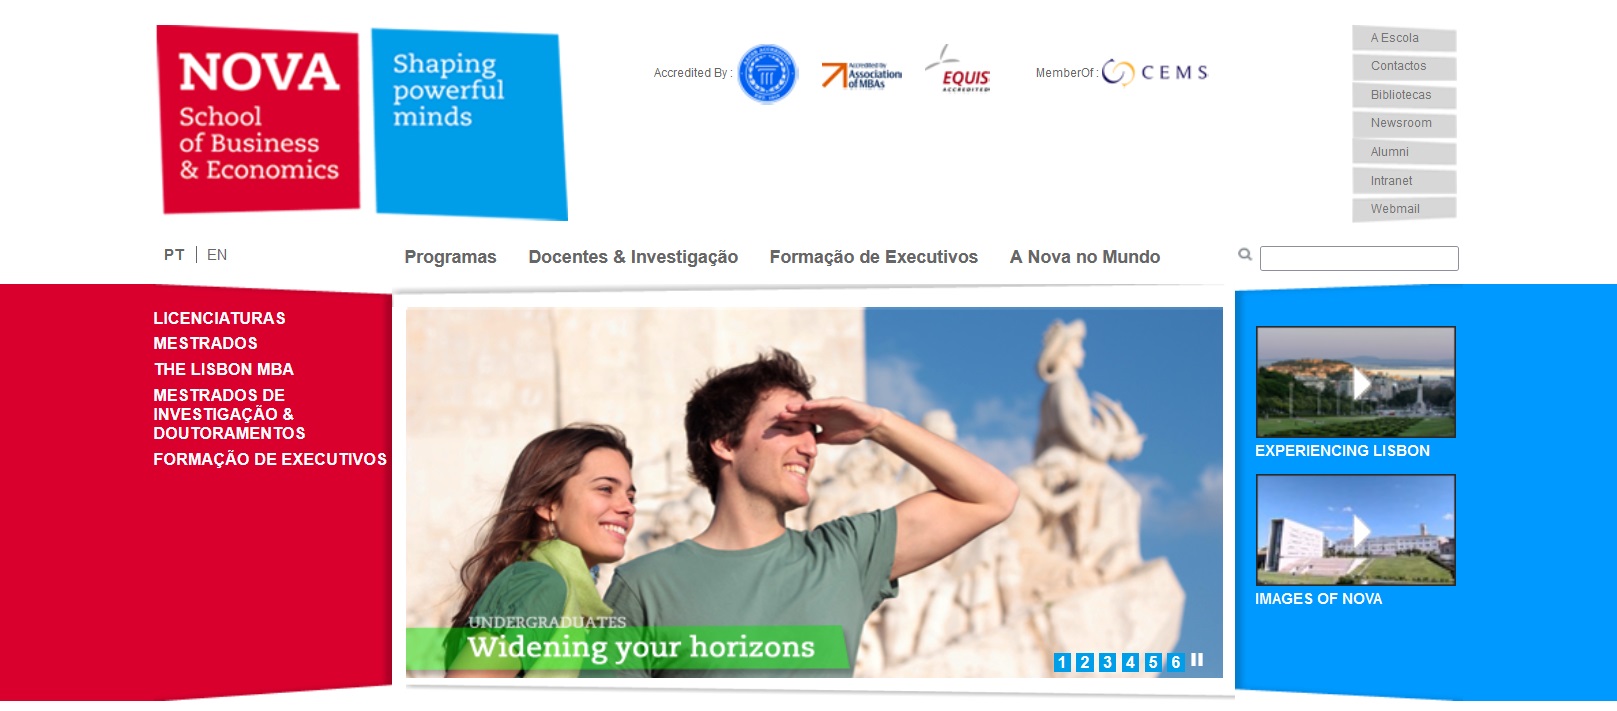 NOVA
School
of Business
& Economics
Shaping
powerful
minds
Accredited By :
Accredited by
Association
of MBAs
EQUIS
ACCREDITED
MemberOf :
CEMS
A Escola
Contactos
Bibliotecas
Newsroom
Alumni
Intranet
Webmail
PT | EN
Programas
Docentes & Investigação
Formação de Executivos
A Nova no Mundo
LICENCIATURAS
MESTRADOS
THE LISBON MBA
MESTRADOS DE
INVESTIGAÇÃO &
DOUTORAMENTOS
FORMAÇÃO DE EXECUTIVOS
UNDERGRADUATES
Widening your horizons
1 2 3 4 5 6
EXPERIENCING LISBON
IMAGES OF NOVA